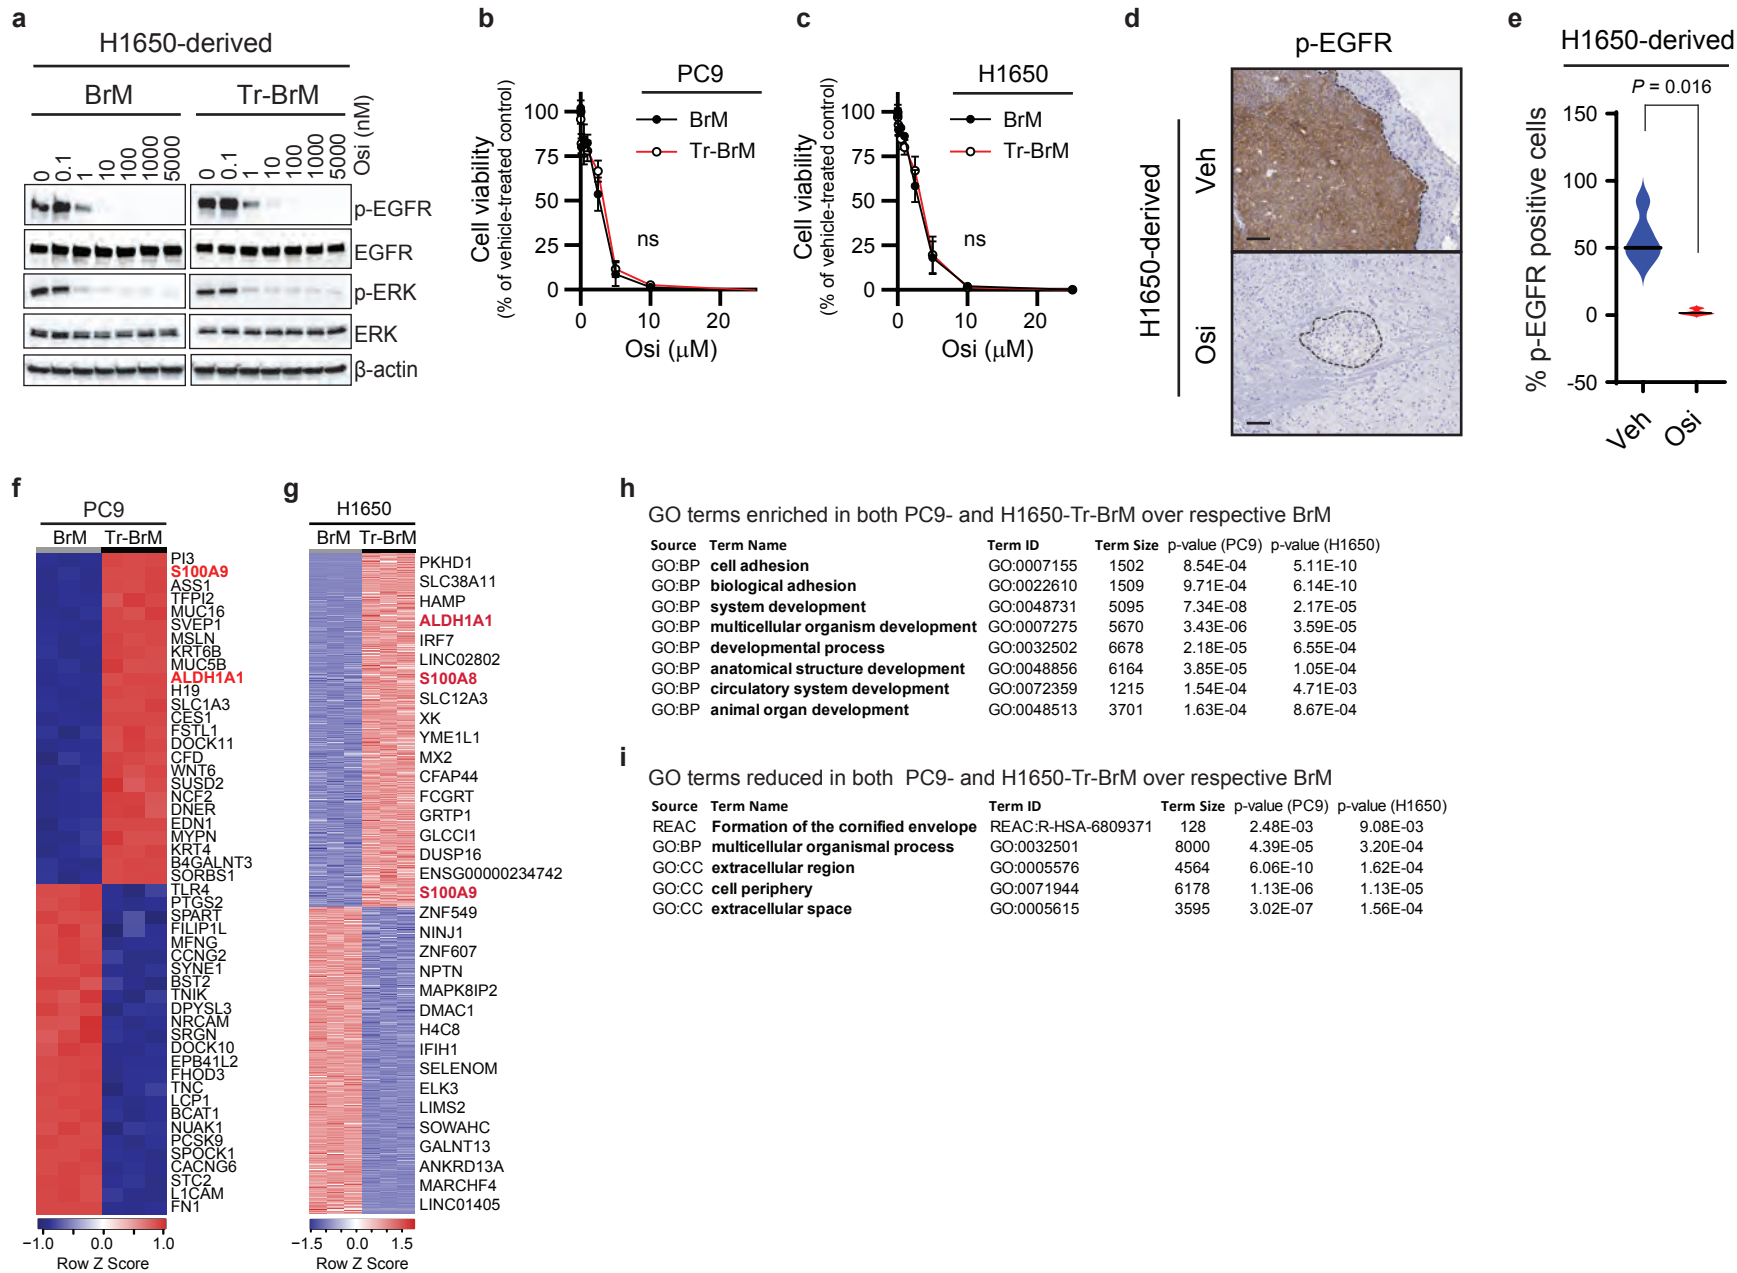 a
H1650-derived
BrM Tr-BrM
0 0.1 1 10 100 1000 5000 0 0.1 1 10 100 1000 5000 Osi (nM)
p-EGFR
EGFR
p-ERK
ERK
β-actin
b
PC9
BrM
Tr-BrM
Cell viability
(% of vehicle-treated control)
100
75
50
25
0
ns
0 10 20
Osi (μM)
c
H1650
BrM
Tr-BrM
Cell viability
(% of vehicle-treated control)
100
75
50
25
0
ns
0 10 20
Osi (μM)
d
p-EGFR
H1650-derived
Veh
Osi
e
H1650-derived
P = 0.016
% p-EGFR positive cells
150
100
50
0
-50
Veh Osi
f
PC9
BrM Tr-BrM
PI3
S100A9
ASS1
TFPI2
MUC16
SVEP1
MSLN
KRT6B
MUC5B
ALDH1A1
H19
SLC1A3
CES1
FSTL1
DOCK11
CFD
WNT6
SUSD2
NCF2
DNER
EDN1
MYPN
KRT4
B4GALNT3
SORBS1
TLR4
PTGS2
SPART
FILIP1L
MFNG
CCNG2
SYNE1
BST2
TNIK
DPYSL3
NRCAM
SRGN
DOCK10
EPB41L2
FHOD3
TNC
LCP1
BCAT1
NUAK1
PCSK9
SPOCK1
CACNG6
STC2
L1CAM
FN1
−1.0 0.0 1.0
Row Z Score
g
H1650
BrM Tr-BrM
PKHD1
SLC38A11
HAMP
ALDH1A1
IRF7
LINC02802
S100A8
SLC12A3
XK
YME1L1
MX2
CFAP44
FCGRT
GRTP1
GLCCI1
DUSP16
ENSG00000234742
S100A9
ZNF549
NINJ1
ZNF607
NPTN
MAPK8IP2
DMAC1
H4C8
IFIH1
SELENOM
ELK3
LIMS2
SOWAHC
GALNT13
ANKRD13A
MARCHF4
LINC01405
−1.5 0.0 1.5
Row Z Score
h
GO terms enriched in both PC9- and H1650-Tr-BrM over respective BrM
Source Term Name Term ID Term Size p-value (PC9) p-value (H1650)
GO:BP cell adhesion GO:0007155 1502 8.54E-04 5.11E-10
GO:BP biological adhesion GO:0022610 1509 9.71E-04 6.14E-10
GO:BP system development GO:0048731 5095 7.34E-08 2.17E-05
GO:BP multicellular organism development GO:0007275 5670 3.43E-06 3.59E-05
GO:BP developmental process GO:0032502 6678 2.18E-05 6.55E-04
GO:BP anatomical structure development GO:0048856 6164 3.85E-05 1.05E-04
GO:BP circulatory system development GO:0072359 1215 1.54E-04 4.71E-03
GO:BP animal organ development GO:0048513 3701 1.63E-04 8.67E-04
i
GO terms reduced in both PC9- and H1650-Tr-BrM over respective BrM
Source Term Name Term ID Term Size p-value (PC9) p-value (H1650)
REAC Formation of the cornified envelope REAC:R-HSA-6809371 128 2.48E-03 9.08E-03
GO:BP multicellular organismal process GO:0032501 8000 4.39E-05 3.20E-04
GO:CC extracellular region GO:0005576 4564 6.06E-10 1.62E-04
GO:CC cell periphery GO:0071944 6178 1.13E-06 1.13E-05
GO:CC extracellular space GO:0005615 3595 3.02E-07 1.56E-04